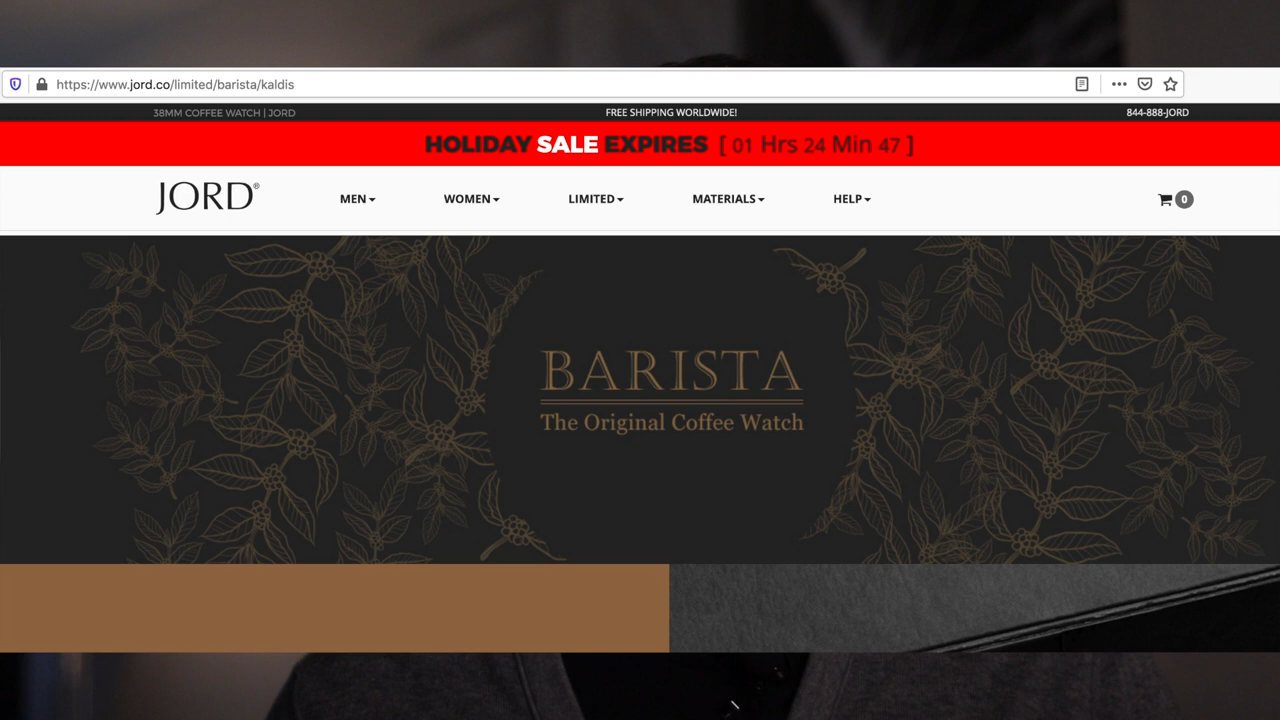 https://www.jord.co/limited/barista/kaldis
38MM COFFEE WATCH | JORD
FREE SHIPPING WORLDWIDE!
844-888-JORD
HOLIDAY SALE EXPIRES [ 01 Hrs 24 Min 47 ]
JORD®
MEN
WOMEN
LIMITED
MATERIALS
HELP
0
BARISTA
The Original Coffee Watch